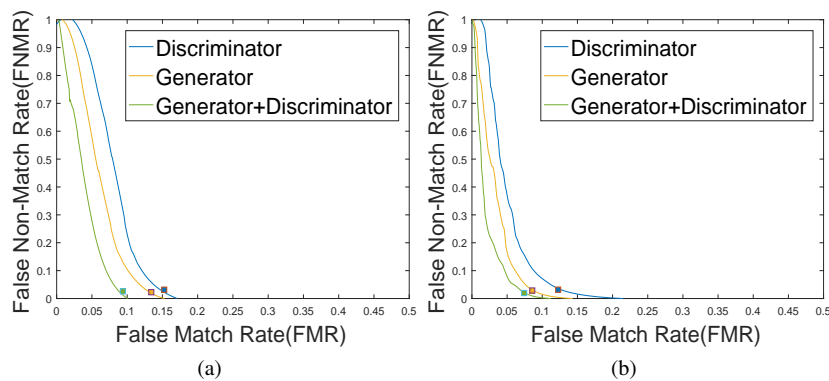 1
0.9
0.8
0.7
0.6
0.5
0.4
0.3
0.2
0.1
0
False Non-Match Rate(FNMR)
Discriminator
Generator
Generator+Discriminator
0 0.05 0.1 0.15 0.2 0.25 0.3 0.35 0.4 0.45 0.5
False Match Rate(FMR)
(a)
1
0.9
0.8
0.7
0.6
0.5
0.4
0.3
0.2
0.1
0
False Non-Match Rate(FNMR)
Discriminator
Generator
Generator+Discriminator
0 0.05 0.1 0.15 0.2 0.25 0.3 0.35 0.4 0.45 0.5
False Match Rate(FMR)
(b)